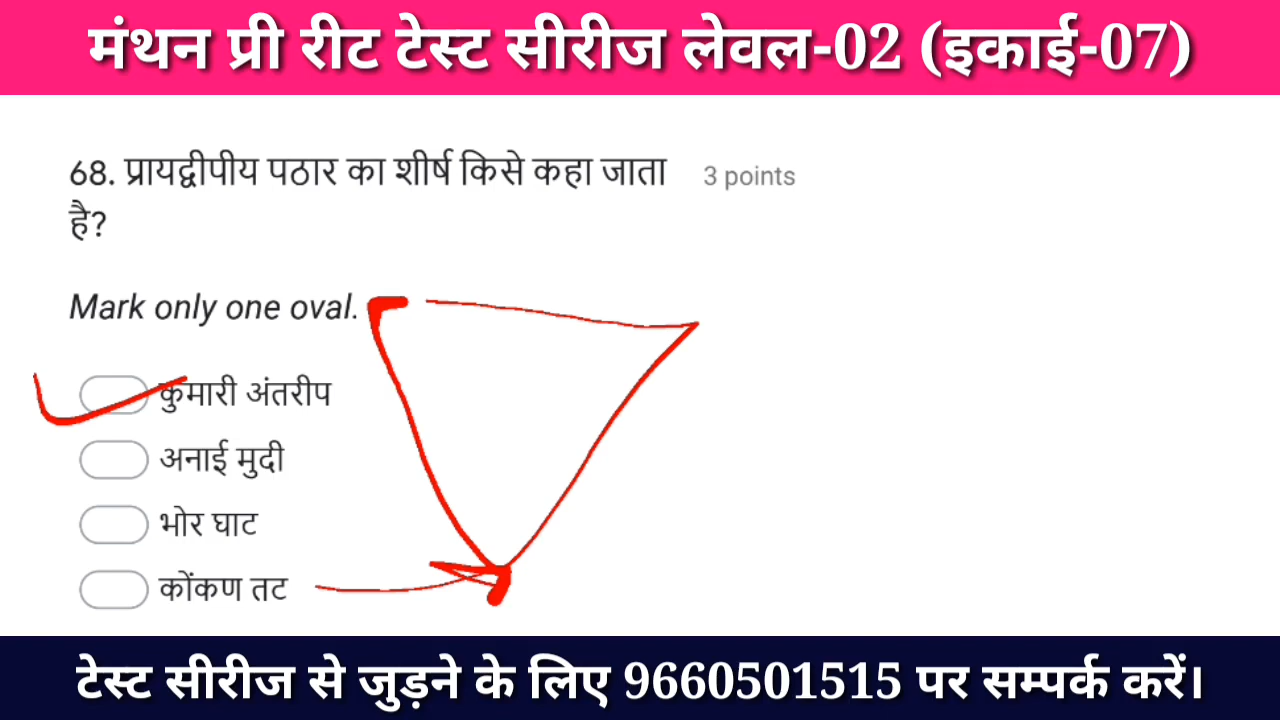 मंथन प्री रीट टेस्ट सीरीज लेवल-02 (इकाई-07)
68. प्रायद्वीपीय पठार का शीर्ष किसे कहा जाता 3 points
है?
Mark only one oval.
कुमारी अंतरीप
अनाई मुदी
भोर घाट
कोंकण तट
टेस्ट सीरीज से जुड़ने के लिए 9660501515 पर सम्पर्क करें।